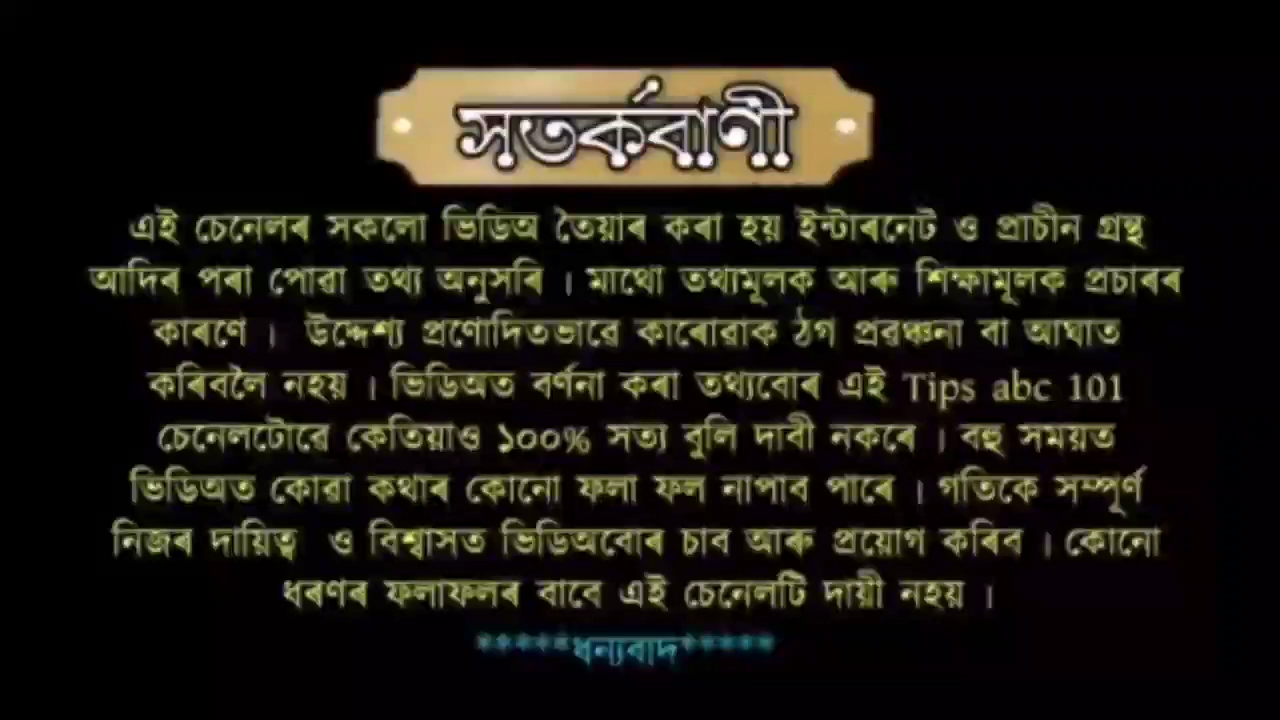 সতৰ্কবাণী
এই চেনেলৰ সকলো ভিডিঅ তৈয়াৰ কৰা হয় ইন্টাৰনেট ও প্ৰাচীন গ্ৰন্থ
আদিৰ পৰা পোৱা তথ্য অনুসৰি । মাথো তথ্যমূলক আৰু শিক্ষামূলক প্ৰচাৰৰ
কাৰণে । উদ্দেশ্য প্ৰণোদিতভাৱে কাৰোৱাক ঠগ প্ৰৱঞ্চনা বা আঘাত
কৰিবলৈ নহয় । ভিডিঅত বৰ্ণনা কৰা তথ্যবোৰ এই Tips abc 101
চেনেলটোৱে কেতিয়াও ১০০% সত্য বুলি দাবী নকৰে । বহু সময়ত
ভিডিঅত কোৱা কথাৰ কোনো ফলা ফল নাপাব পাৰে । গতিকে সম্পূৰ্ণ
নিজৰ দায়িত্ব ও বিশ্বাসত ভিডিঅবোৰ চাব আৰু প্ৰয়োগ কৰিব । কোনো
ধৰণৰ ফলাফলৰ বাবে এই চেনেলটি দায়ী নহয় ।
*****ধন্যবাদ*****